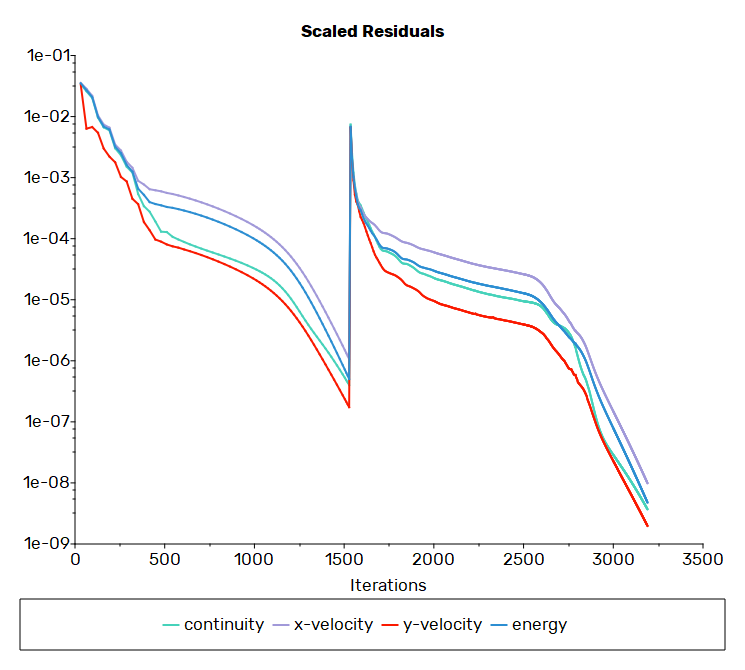 Scaled Residuals
1e-01
1e-02
1e-03
1e-04
1e-05
1e-06
1e-07
1e-08
1e-09
0 500 1000 1500 2000 2500 3000 3500
Iterations
continuity x-velocity y-velocity energy